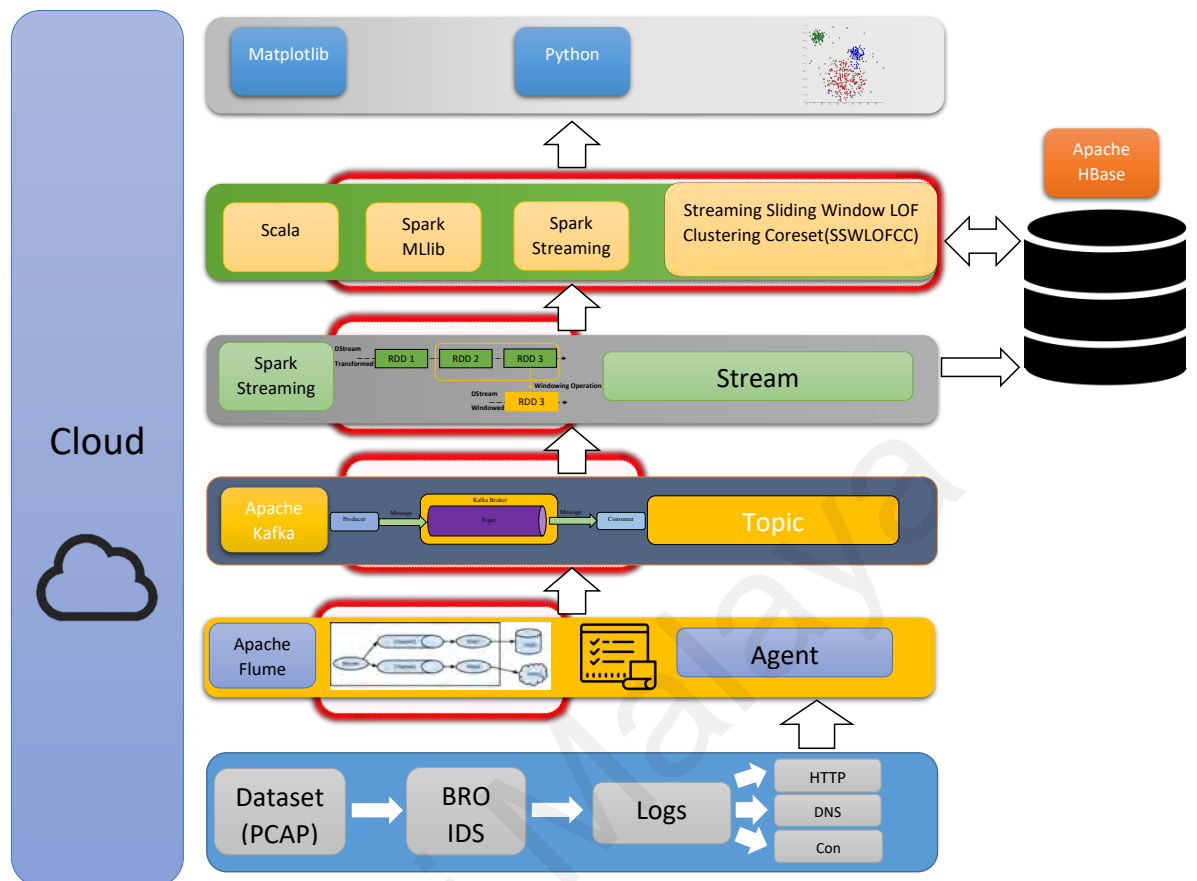 Cloud
Matplotlib
Python
Apache
HBase
Scala
Spark
MLlib
Spark
Streaming
Streaming Sliding Window LOF
Clustering Coreset(SSWLOFCC)
Spark
Streaming
DStream
Transformed
RDD 1
RDD 2
RDD 3
Windowing Operation
DStream
Windowed
RDD 3
Stream
Apache
Kafka
Producer
Message
Kafka Broker
Topic
Message
Consumer
Topic
Apache
Flume
Agent
Dataset
(PCAP)
BRO
IDS
Logs
HTTP
DNS
Con
Malaya